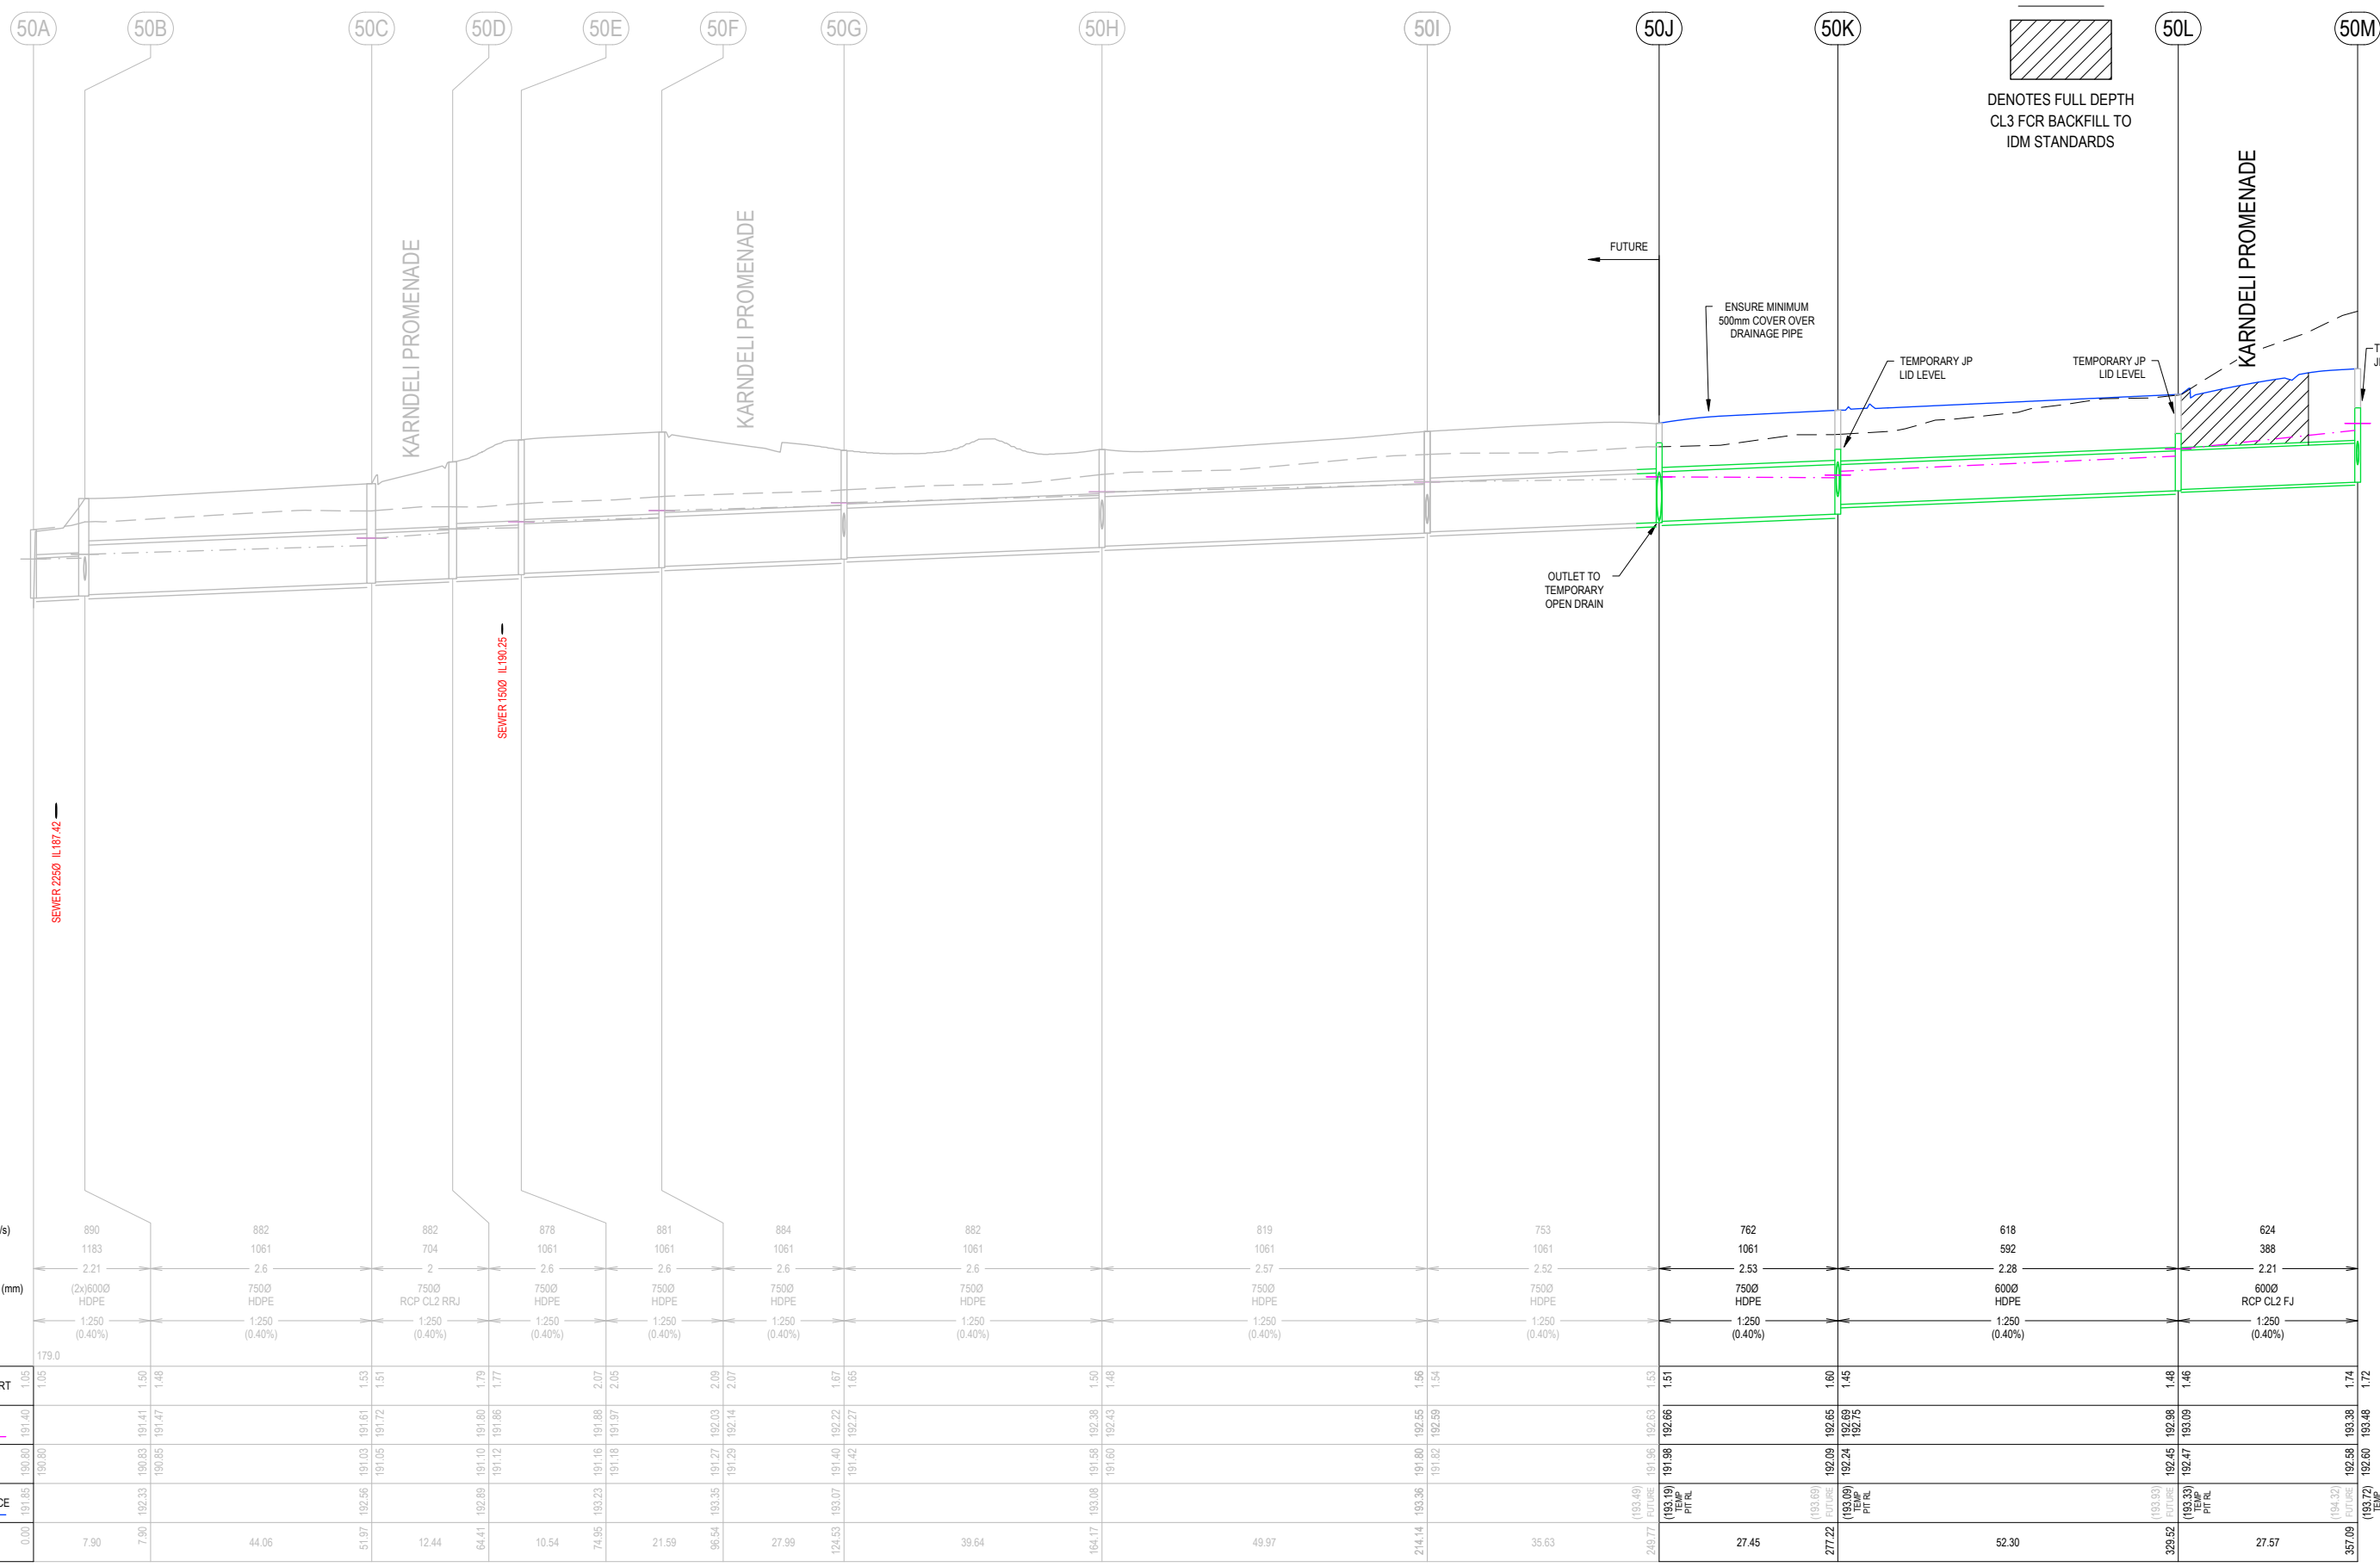 50A 50B 50C 50D 50E 50F 50G 50H 50I 50J 50K 50L 50M
DENOTES FULL DEPTH
CL3 FCR BACKFILL TO
IDM STANDARDS
KARNDELI PROMENADE
KARNDELI PROMENADE
KARNDELI PROMENADE
FUTURE
ENSURE MINIMUM
500mm COVER OVER
DRAINAGE PIPE
TEMPORARY JP
LID LEVEL
TEMPORARY JP
LID LEVEL
OUTLET TO
TEMPORARY
OPEN DRAIN
SEWER 150Ø IL190.25
SEWER 225Ø IL187.42
/s) 890 882 882 878 881 884 882 819 753 762 618 624
1183 1061 704 1061 1061 1061 1061 1061 1061 1061 592 388
2.21 2.6 2 2.6 2.6 2.6 2.6 2.57 2.52 2.53 2.28 2.21
(mm) (2x)600Ø 750Ø 750Ø 750Ø 750Ø 750Ø 750Ø 750Ø 750Ø 750Ø 600Ø 600Ø
HDPE HDPE RCP CL2 RRJ HDPE HDPE HDPE HDPE HDPE HDPE HDPE HDPE RCP CL2 FJ
1:250 1:250 1:250 1:250 1:250 1:250 1:250 1:250 1:250 1:250 1:250 1:250
(0.40%) (0.40%) (0.40%) (0.40%) (0.40%) (0.40%) (0.40%) (0.40%) (0.40%) (0.40%) (0.40%) (0.40%)
179.0
RT 1.05 1.05 1.50 1.48 1.53 1.51 1.79 1.77 2.07 2.05 2.09 2.07 1.67 1.65 1.50 1.48 1.56 1.54 1.53 1.51 1.60 1.45 1.48 1.46 1.74 1.72
191.40 191.41 191.47 191.61 191.72 191.80 191.86 191.88 191.97 192.03 192.14 192.22 192.27 192.38 192.43 192.55 192.59 192.63 192.66 192.65 192.69 192.75 192.98 193.09 193.38 193.48
190.80 190.80 190.83 190.85 191.03 191.05 191.10 191.12 191.16 191.18 191.27 191.29 191.40 191.42 191.58 191.60 191.80 191.82 191.96 191.98 192.09 192.24 192.45 192.47 192.58 192.60
CE 191.85 192.33 192.56 192.89 193.23 193.35 193.07 193.08 193.36 (193.49) FUTURE (193.19) TEMP PIT RL (193.69) FUTURE (193.09) TEMP PIT RL (193.93) FUTURE (193.33) TEMP PIT RL (194.32) FUTURE (193.72) TEMP
0.00 7.90 7.90 44.06 51.97 12.44 64.41 10.54 74.95 21.59 96.54 27.99 124.53 39.64 164.17 49.97 214.14 35.63 249.77 27.45 277.22 52.30 329.52 27.57 357.09